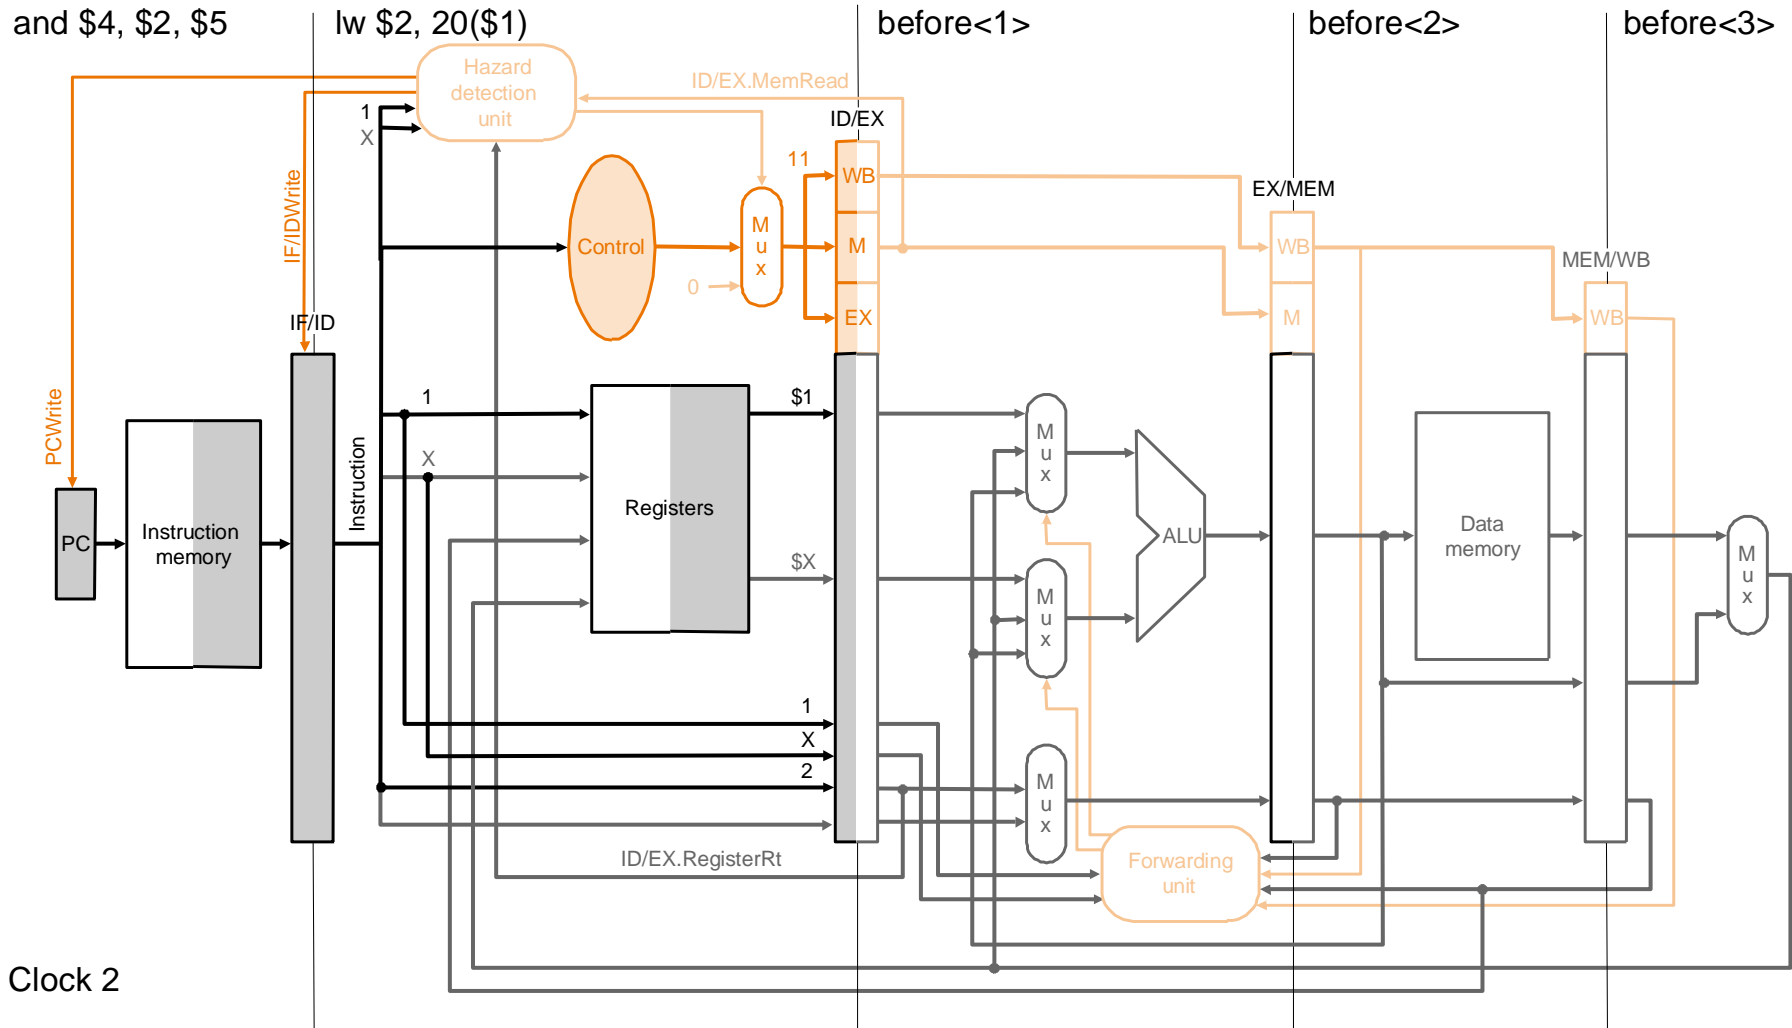 and $4, $2, $5
lw $2, 20($1)
before<1>
before<2>
before<3>
Hazard
detection
unit
ID/EX.MemRead
1
X
ID/EX
11
WB
EX/MEM
IF/IDWrite
M
u
x
Control
M
WB
MEM/WB
0
EX
M
WB
IF/ID
PCWrite
1
$1
M
u
x
Instruction
X
Registers
PC
Instruction
memory
ALU
Data
memory
M
u
x
$X
M
u
x
1
X
2
M
u
x
ID/EX.RegisterRt
Forwarding
unit
Clock 2